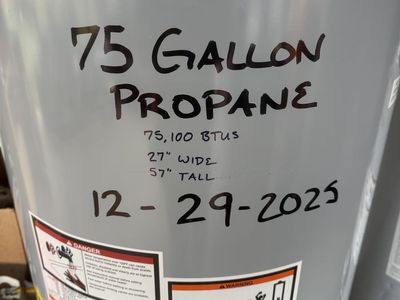 75 GALLON
PROPANE
75,100 BTUS
27" WIDE
57" TALL
12-29-2025
DANGER
WARNING